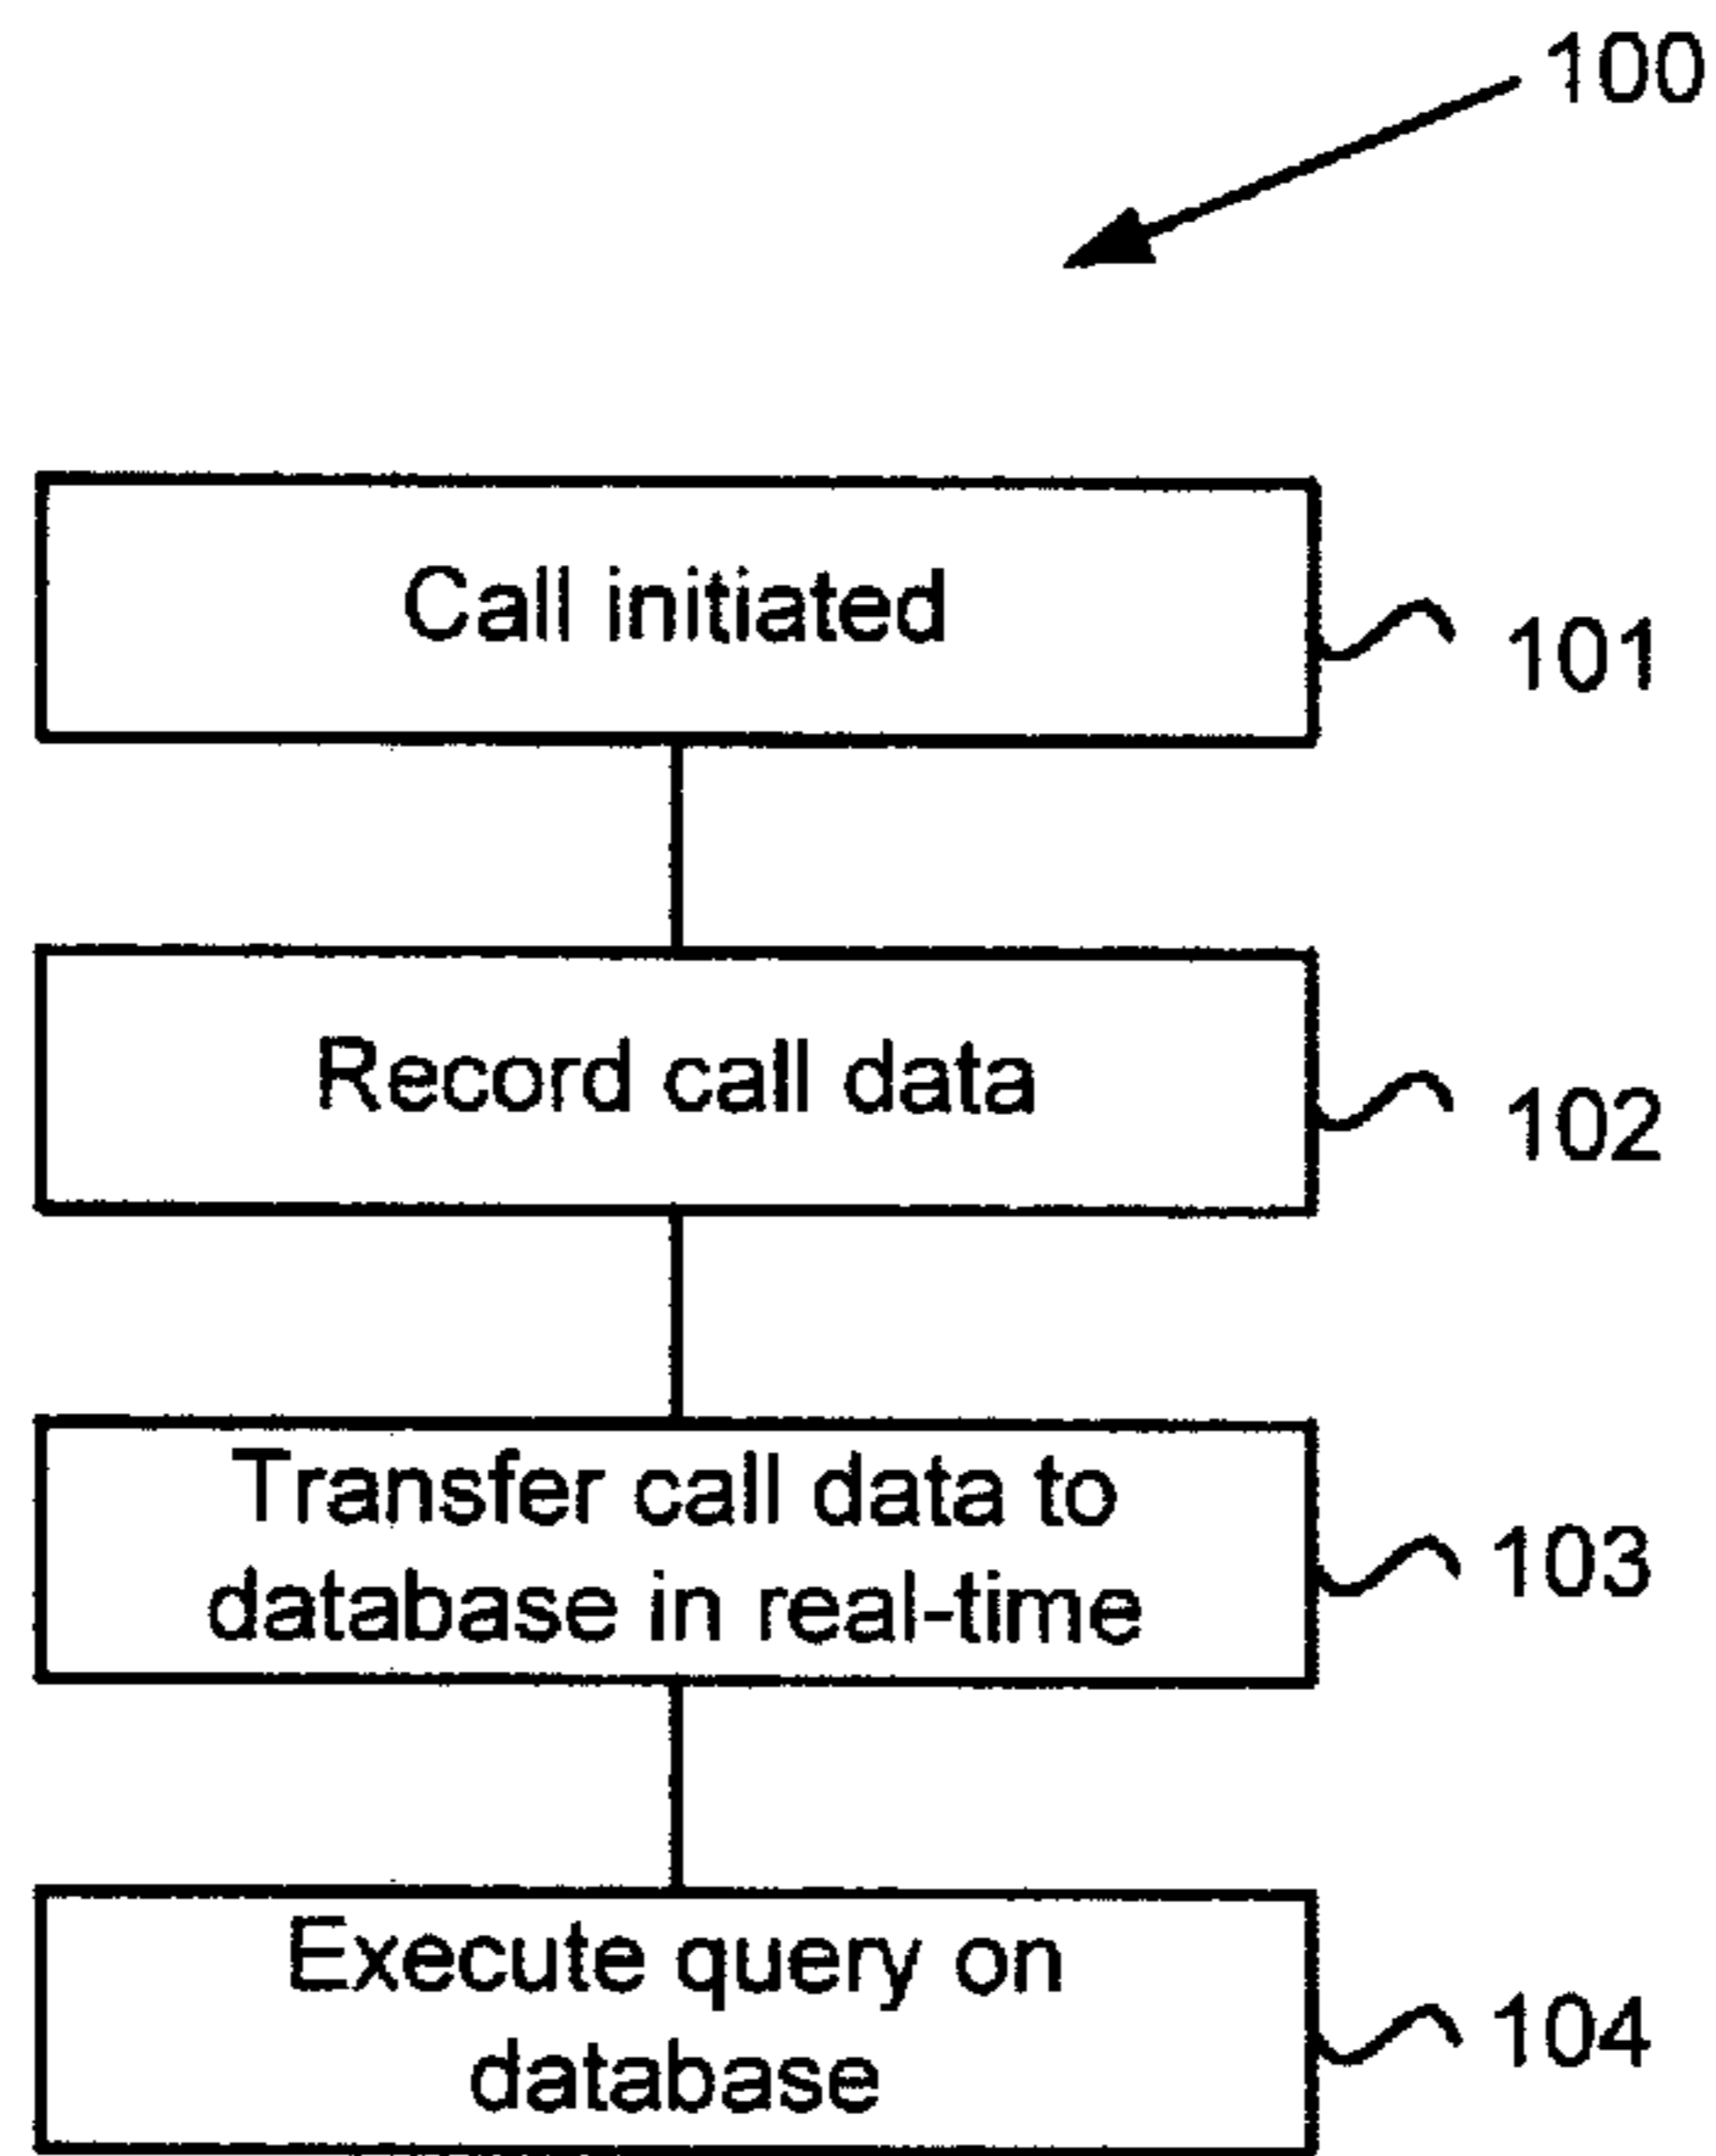 100
Call initiated
101
Record call data
102
Transfer call data to
database in real-time
103
Execute query on
database
104